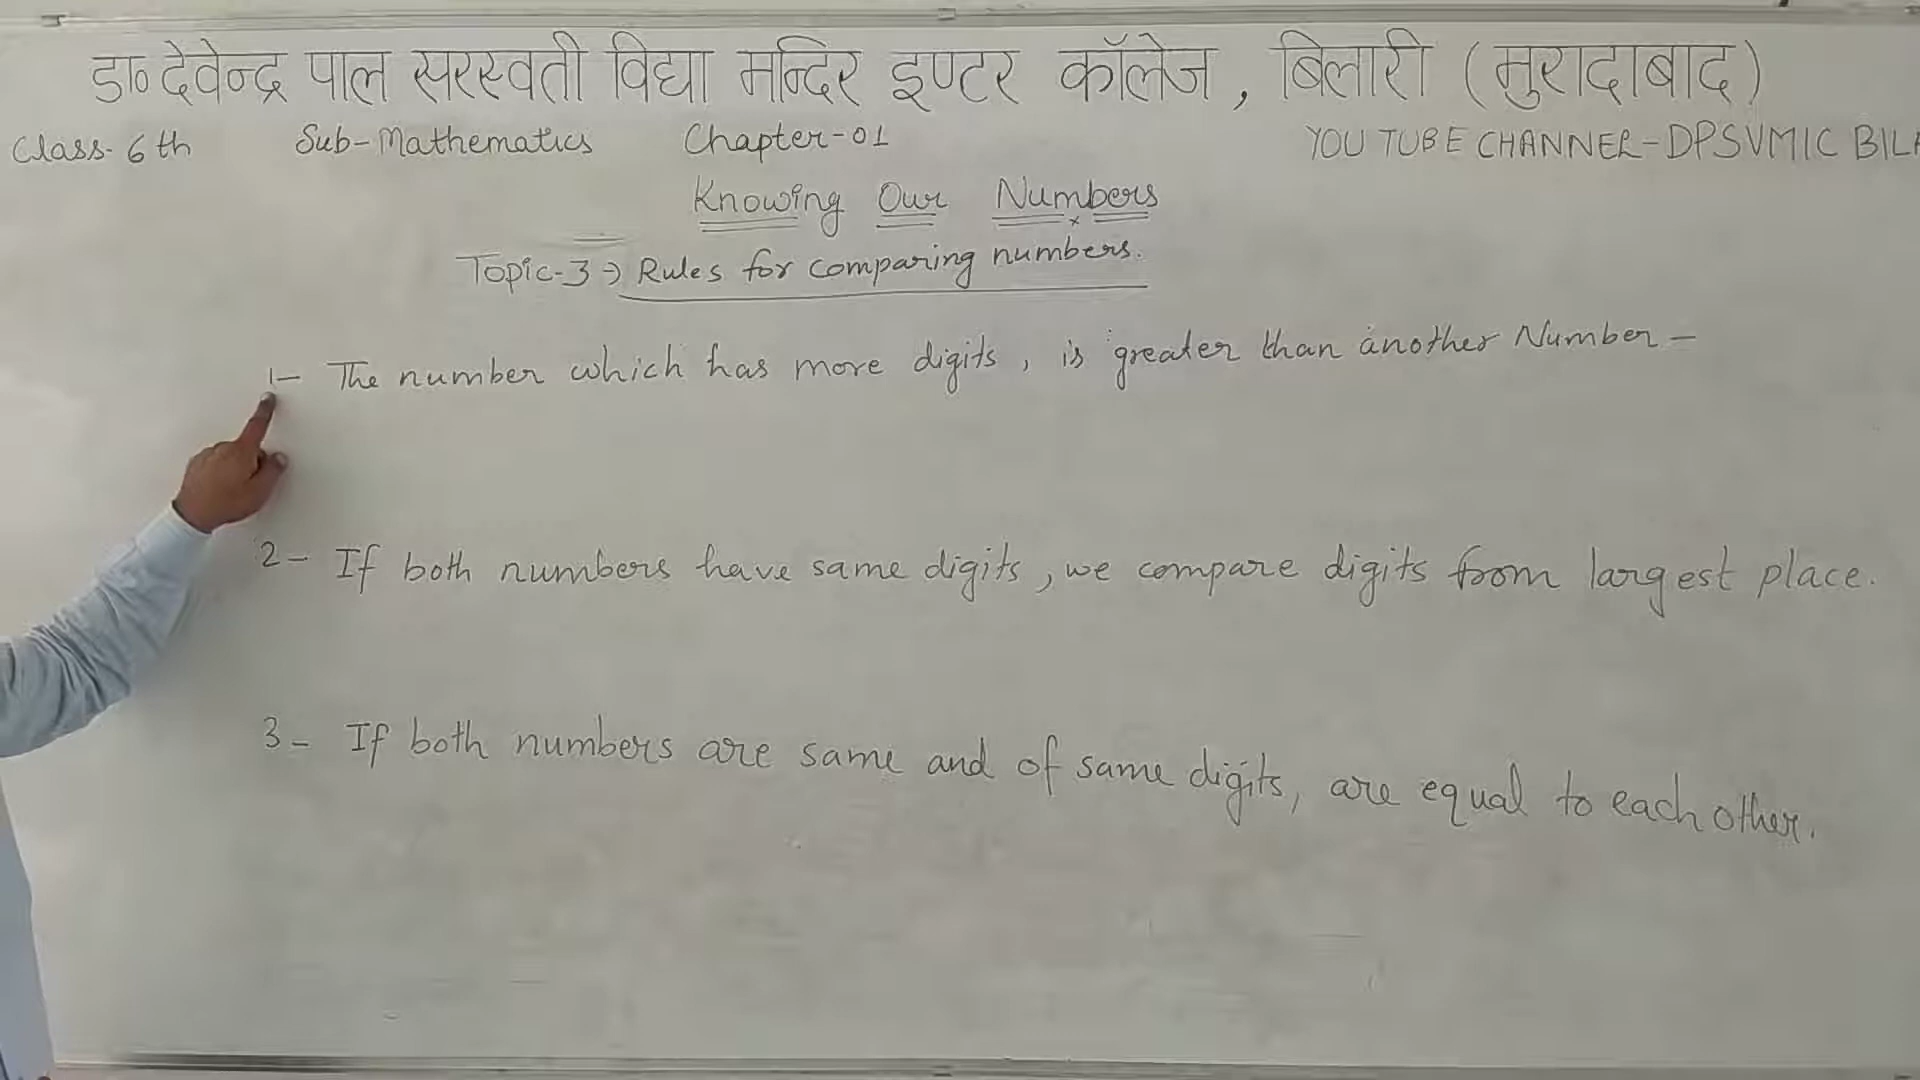 डा० देवेन्द्र पाल सरस्वती विद्या मन्दिर इण्टर कॉलेज, बिलारी (मुरादाबाद)
Class- 6th Sub- Mathematics Chapter-01 YOU TUBE CHANNEL-DPSVMIC BILA
Knowing Our Numbers
Topic-3 → Rules for comparing numbers.
1- The number which has more digits, is greater than another Number -
2- If both numbers have same digits, we compare digits from largest place.
3- If both numbers are same and of same digits, are equal to each other.